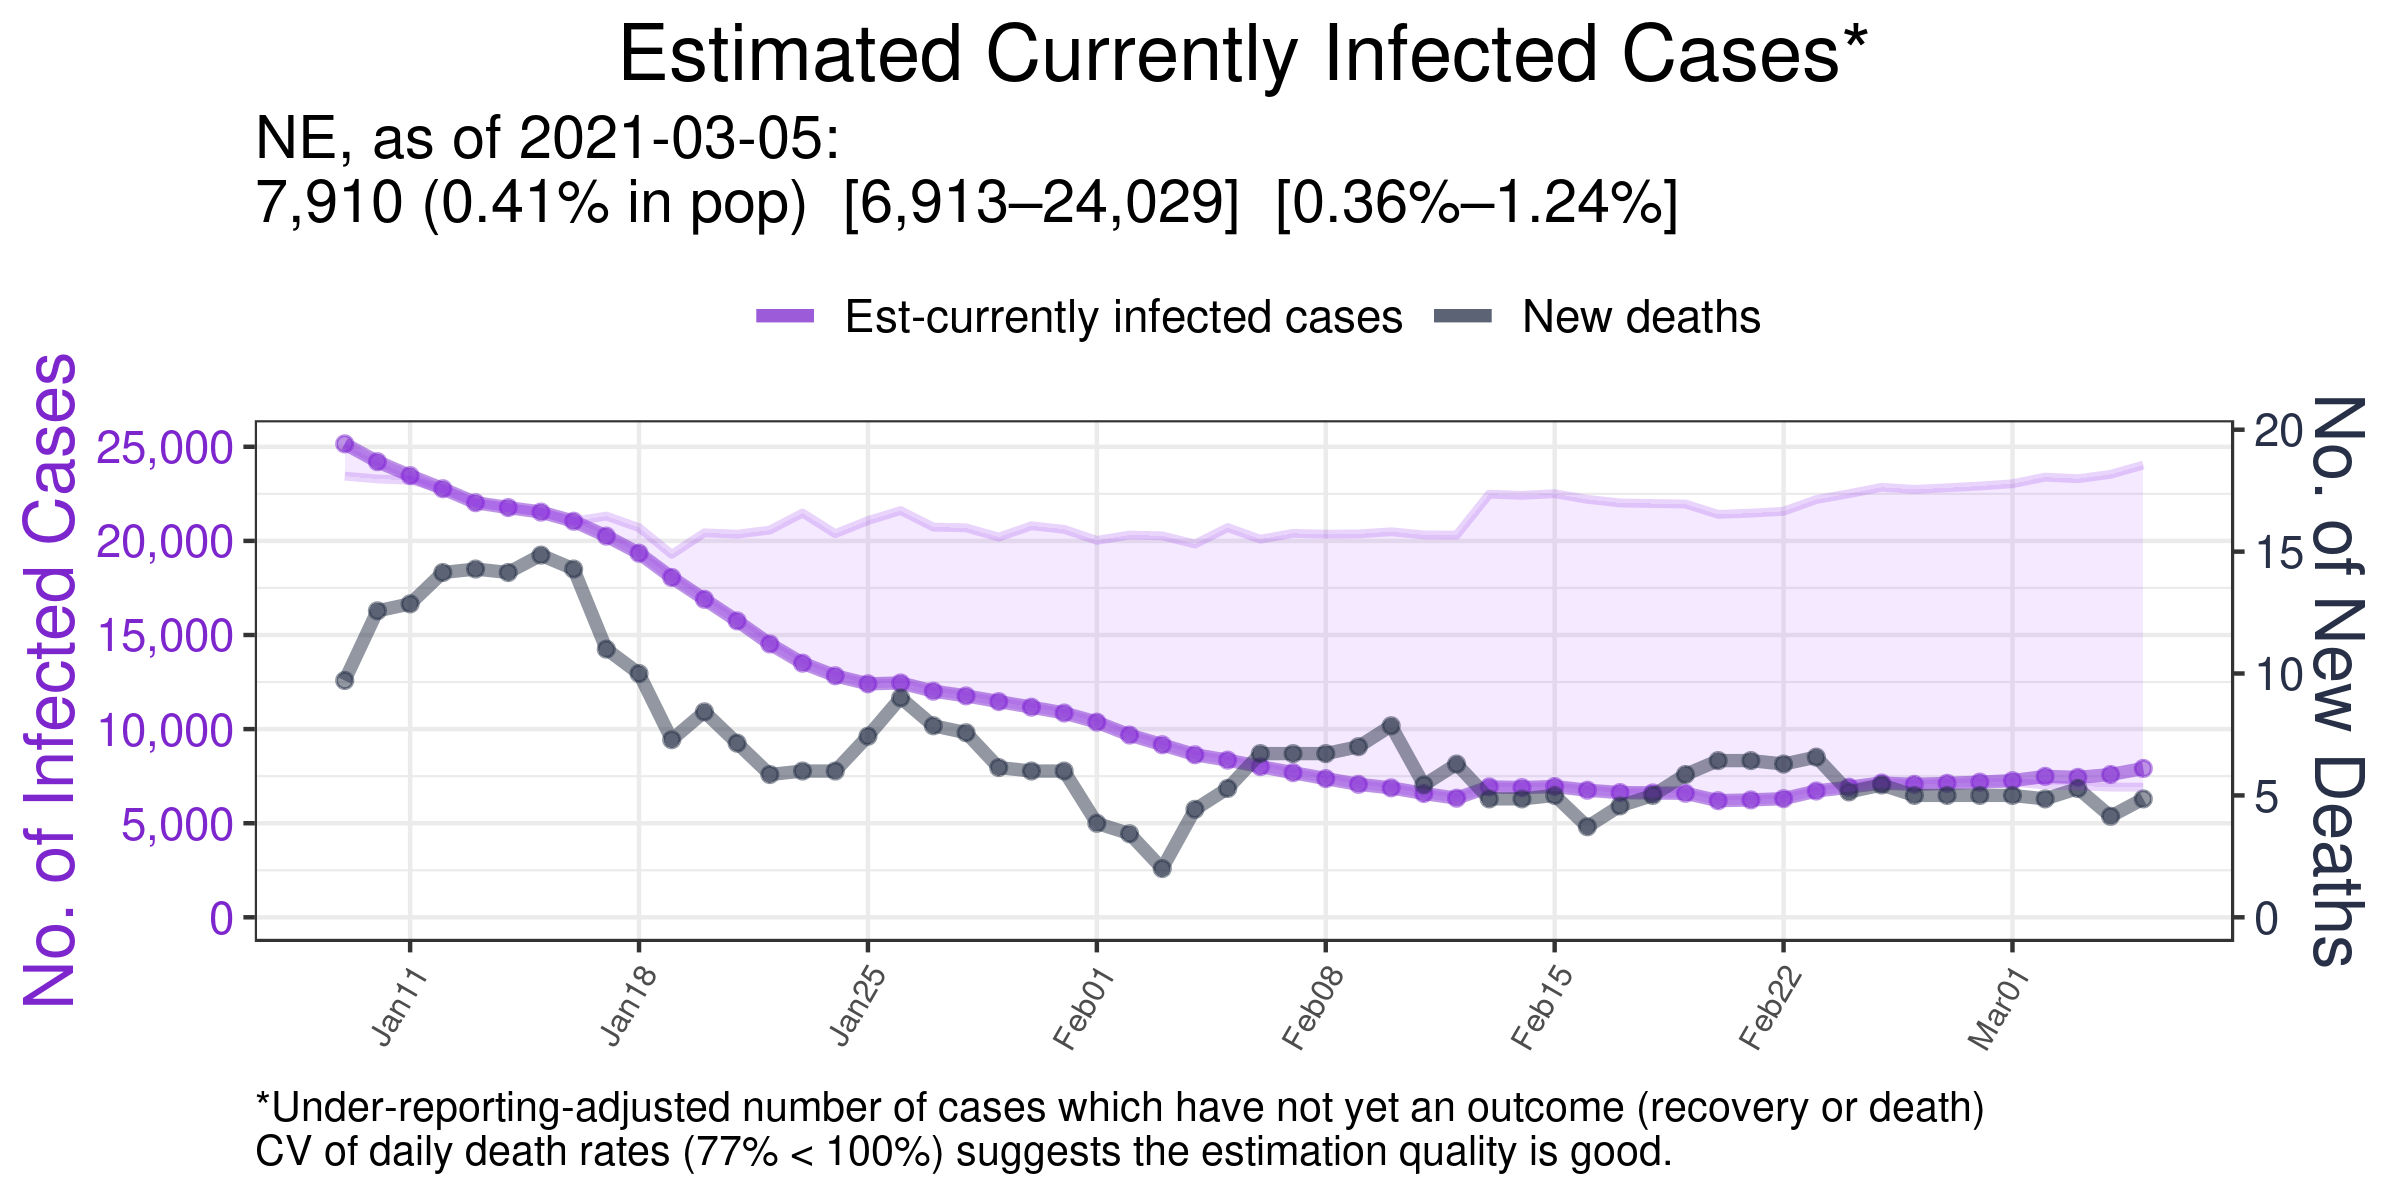 Estimated Currently Infected Cases*
NE, as of 2021-03-05:
7,910 (0.41% in pop)  [6,913–24,029]  [0.36%–1.24%]
Est-currently infected cases
New deaths
No. of Infected Cases
25,000
20,000
15,000
10,000
5,000
0
20
15
10
5
0
No. of New Deaths
Jan11
Jan18
Jan25
Feb01
Feb08
Feb15
Feb22
Mar01
*Under-reporting-adjusted number of cases which have not yet an outcome (recovery or death)
CV of daily death rates (77% < 100%) suggests the estimation quality is good.